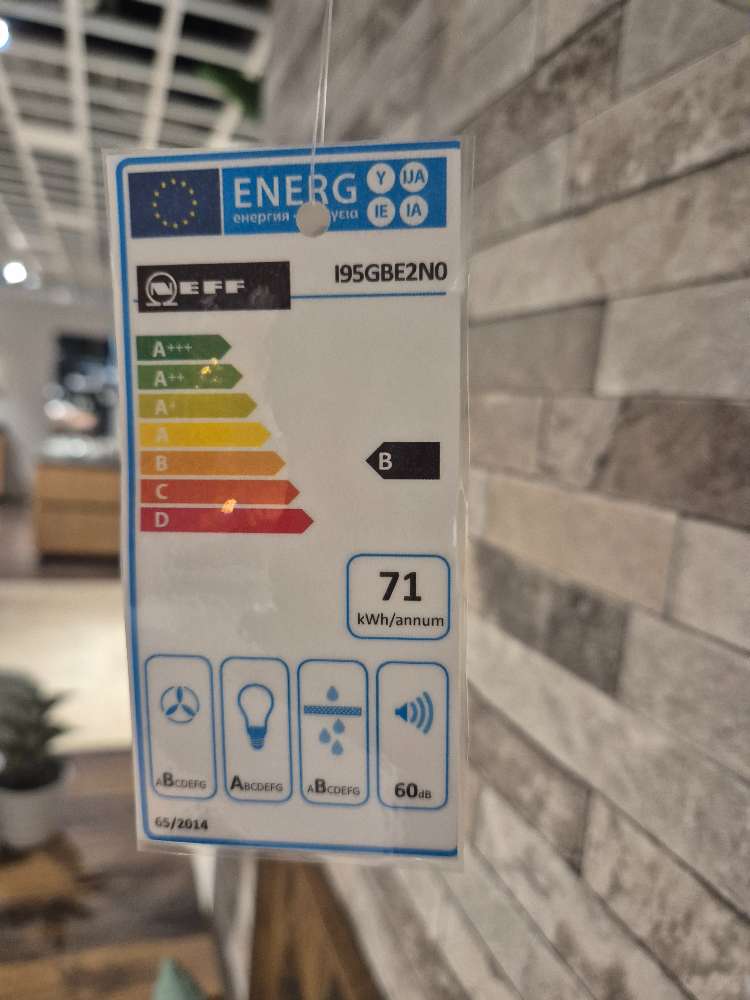 ENERG
енергия
Y
IJA
IE
IA
NEFF
I95GBE2N0
A+++
A++
A+
A
B
B
C
D
71
kWh/annum
ABCDEFG
ABCDEFG
ABCDEFG
60dB
65/2014